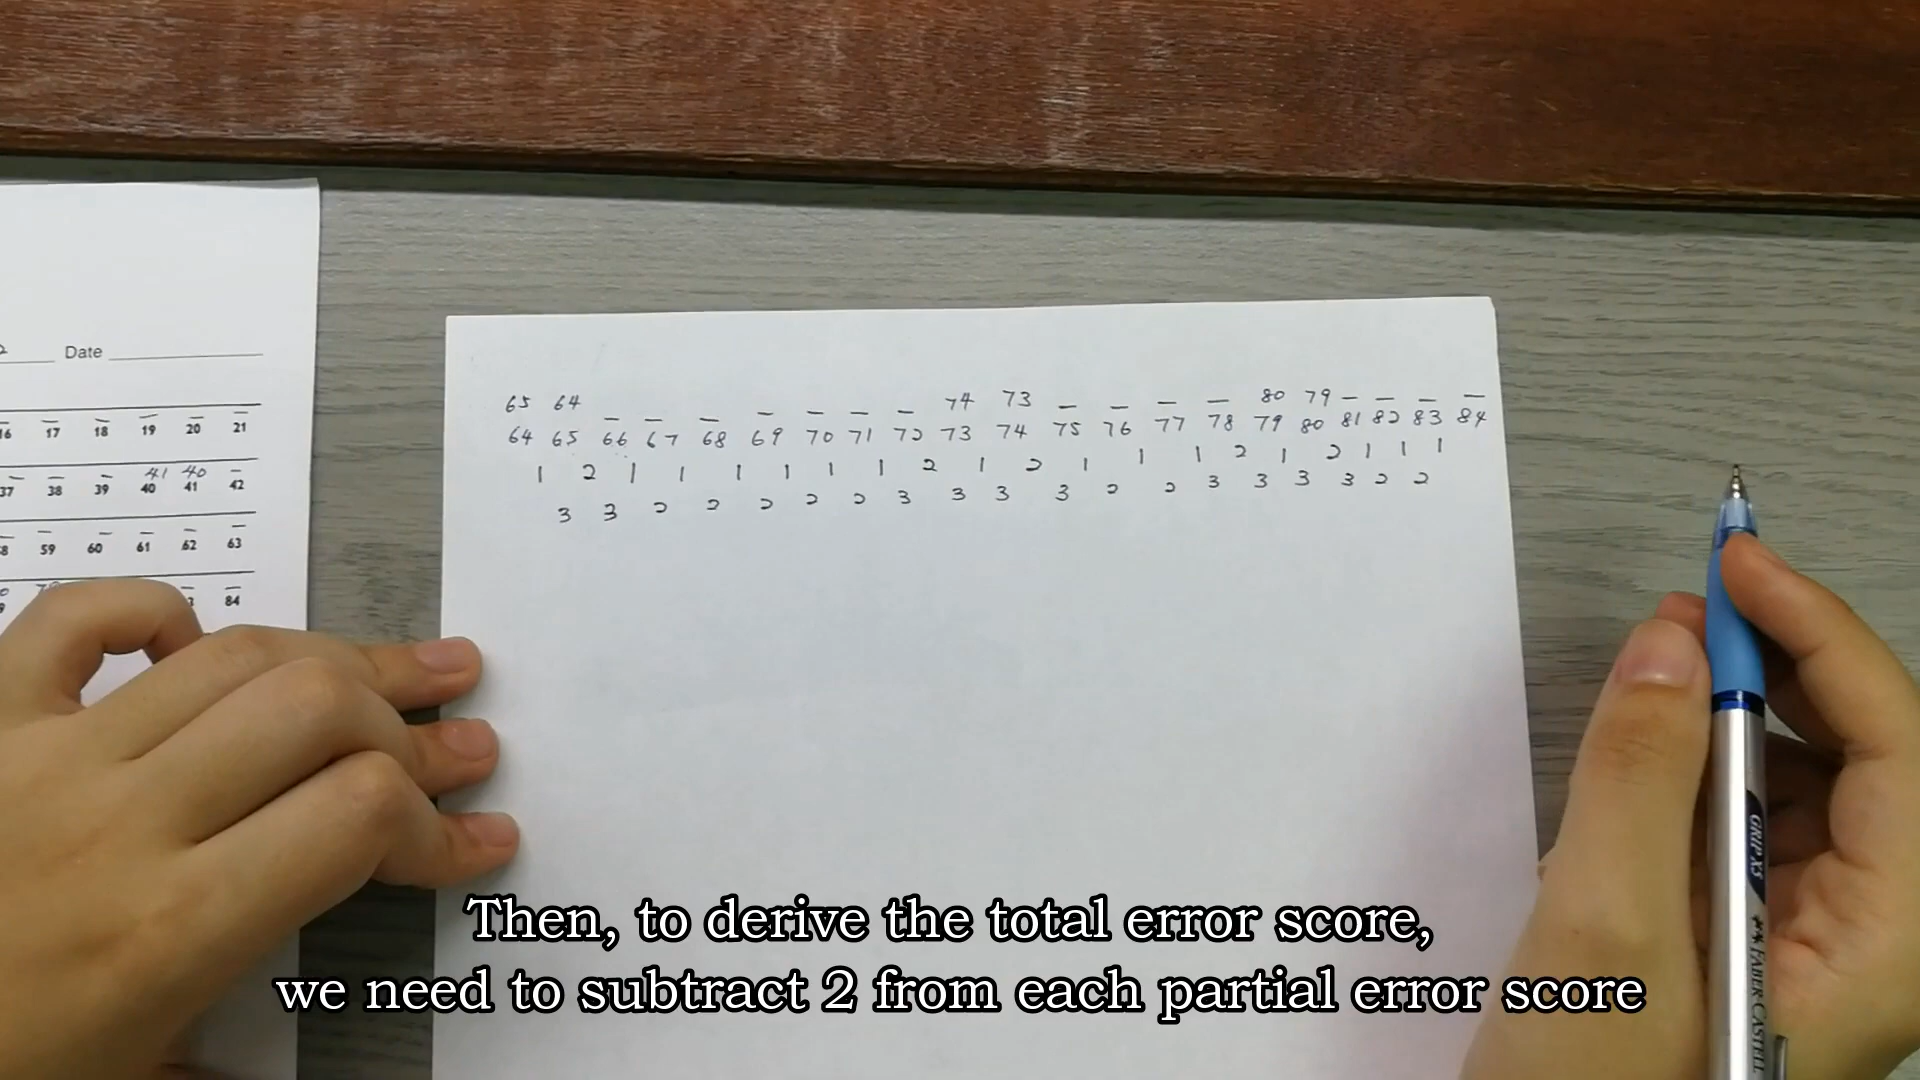 Date
16 17 18 19 20 21
41 40
37 38 39 40 41 42
59 60 61 62 63
84
65 64 — — — — — — — 74 73 — — — — 80 79 — — — —
64 65 66 67 68 69 70 71 72 73 74 75 76 77 78 79 80 81 82 83 84
1 2 1 1 1 1 1 1 2 1 2 1 1 1 2 1 2 1 1 1
3 3 2 2 2 2 2 3 3 3 3 2 2 3 3 3 3 2 2
GRIP X5
FABER-CASTELL
Then, to derive the total error score,
we need to subtract 2 from each partial error score